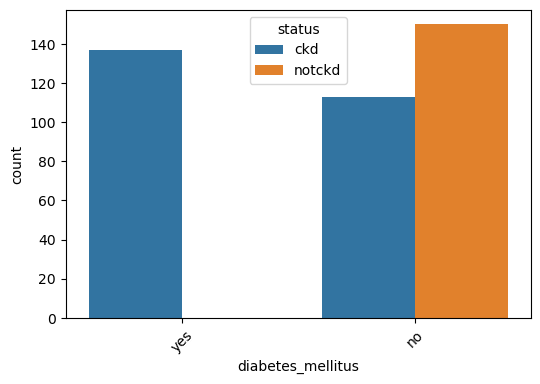 status
ckd
notckd
140
120
100
80
60
40
20
0
count
yes
no
diabetes_mellitus